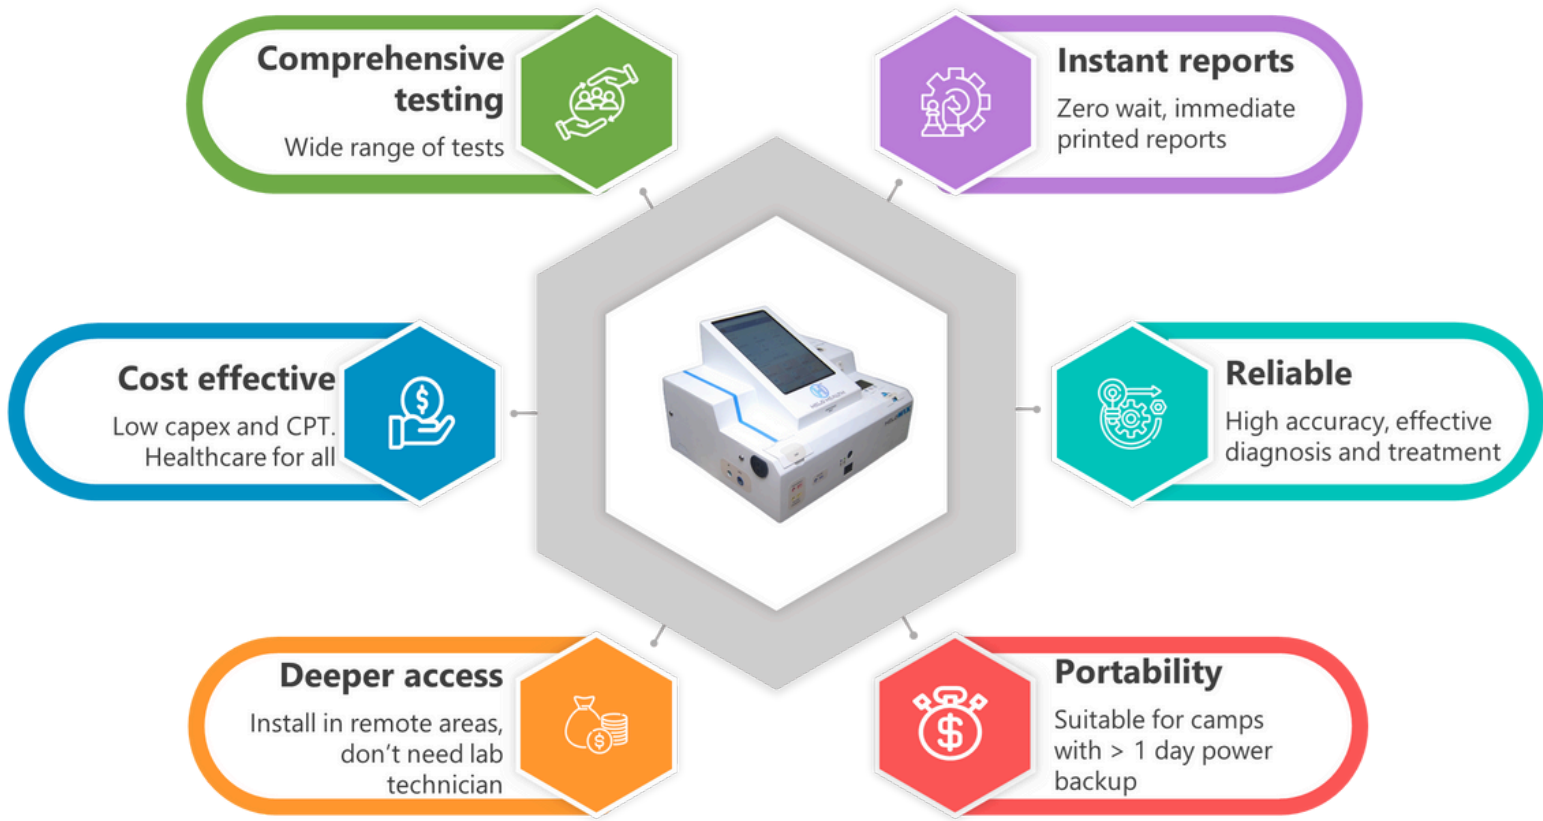 Comprehensive
testing
Wide range of tests
Instant reports
Zero wait, immediate
printed reports
Cost effective
Low capex and CPT.
Healthcare for all
Reliable
High accuracy, effective
diagnosis and treatment
Deeper access
Install in remote areas,
don't need lab
technician
Portability
Suitable for camps
with > 1 day power
backup